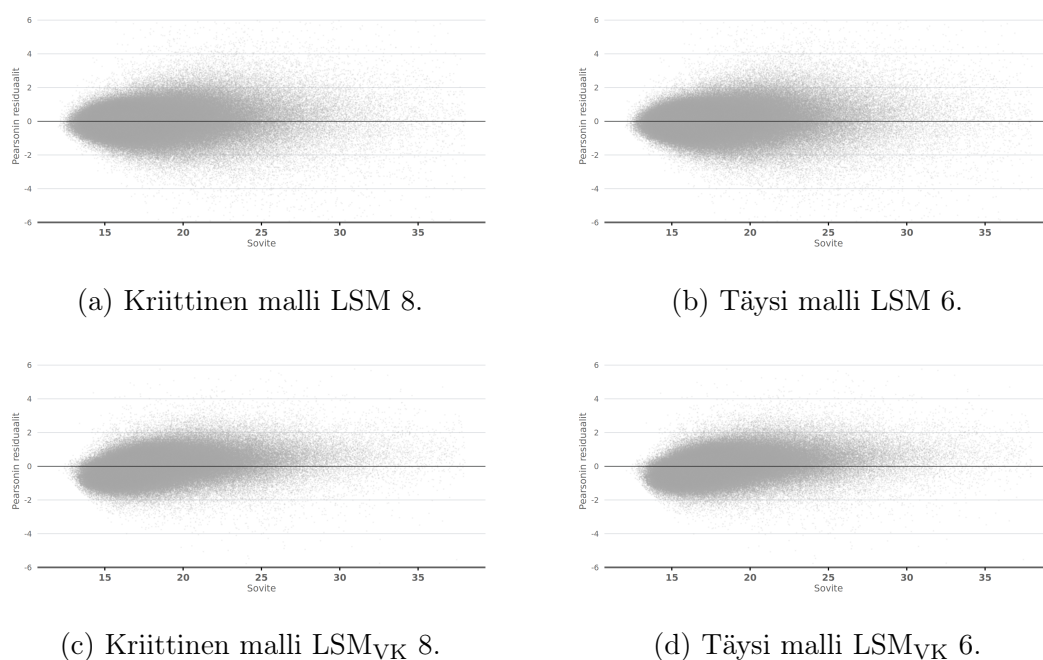 6
4
2
0
-2
-4
-6
Pearsonin residuaalit
15 20 25 30 35
Sovite
6
4
2
0
-2
-4
-6
Pearsonin residuaalit
15 20 25 30 35
Sovite
(a) Kriittinen malli LSM 8.
(b) Täysi malli LSM 6.
6
4
2
0
-2
-4
-6
Pearsonin residuaalit
15 20 25 30 35
Sovite
6
4
2
0
-2
-4
-6
Pearsonin residuaalit
15 20 25 30 35
Sovite
(c) Kriittinen malli LSM_VK 8.
(d) Täysi malli LSM_VK 6.